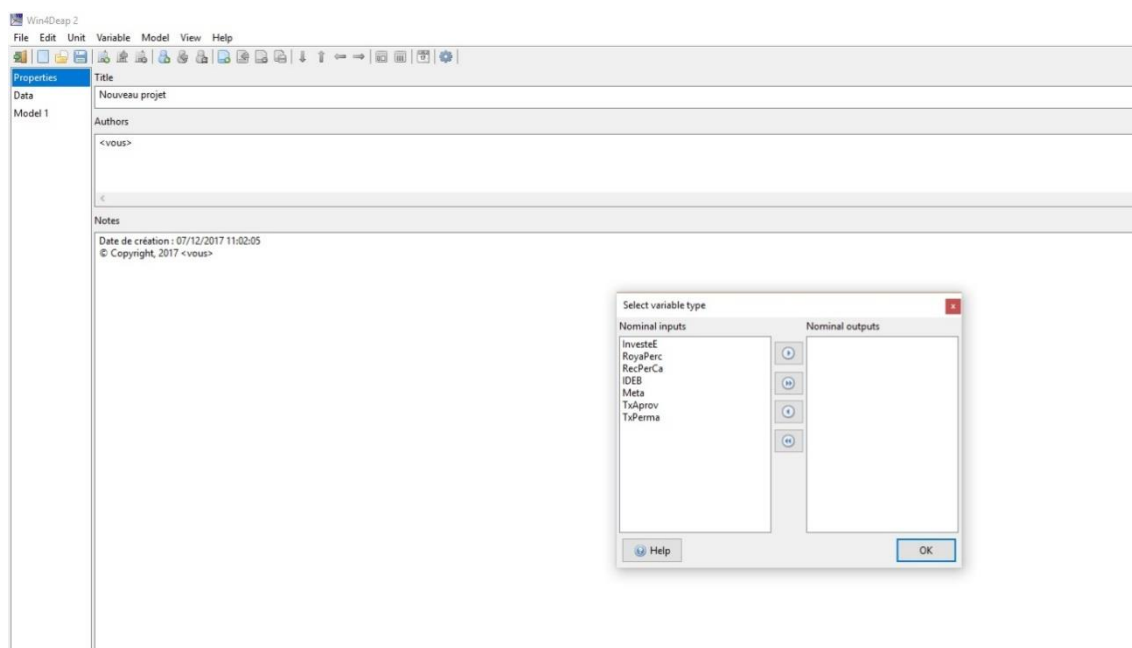 Win4Deap 2
File Edit Unit Variable Model View Help
Properties
Data
Model 1
Title
Nouveau projet
Authors
<vous>
Notes
Date de création : 07/12/2017 11:02:05
© Copyright, 2017 <vous>
Select variable type
Nominal inputs
InvesteE
RoyaPerc
RecPerCa
IDEB
Meta
TxAprov
TxPerma
Nominal outputs
Help
OK